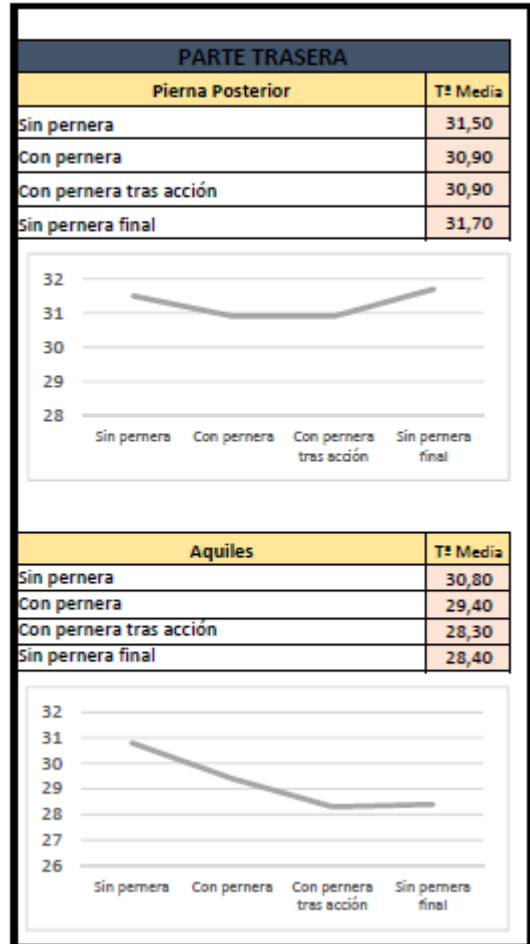 PARTE TRASERA
Pierna Posterior Tª Media
Sin pernera 31,50
Con pernera 30,90
Con pernera tras acción 30,90
Sin pernera final 31,70
32
31
30
29
28
Sin pernera Con pernera Con pernera tras acción Sin pernera final
Aquiles Tª Media
Sin pernera 30,80
Con pernera 29,40
Con pernera tras acción 28,30
Sin pernera final 28,40
32
31
30
29
28
27
26
Sin pernera Con pernera Con pernera tras acción Sin pernera final